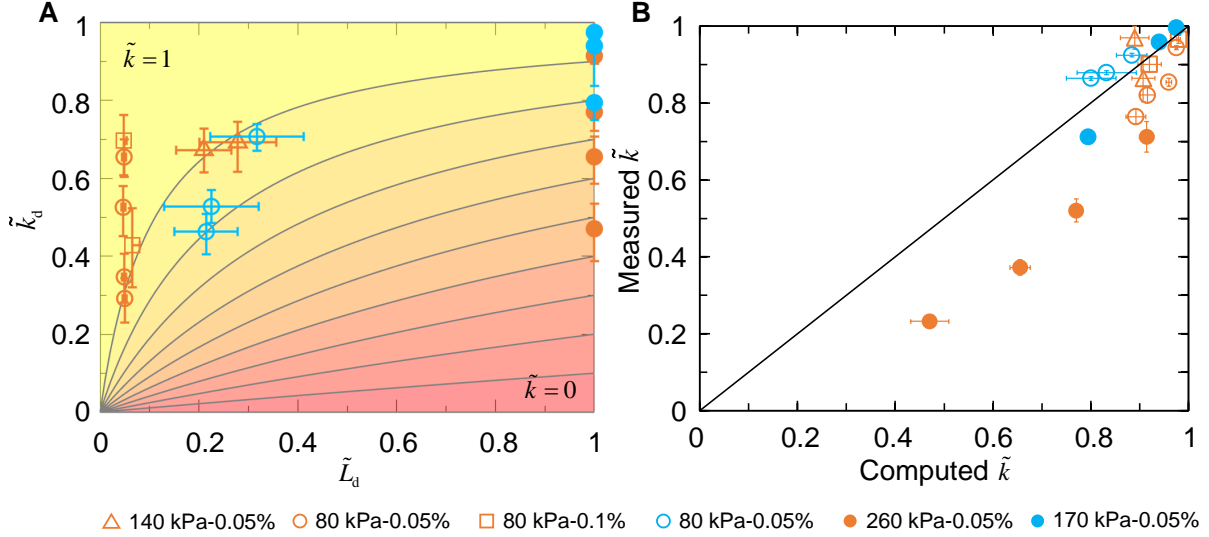 A
k̃ = 1
k̃ = 0
1
0.8
0.6
0.4
0.2
0
k̃d
0 0.2 0.4 0.6 0.8 1
L̃d
B
1
0.8
0.6
0.4
0.2
0
Measured k̃
0 0.2 0.4 0.6 0.8 1
Computed k̃
140 kPa-0.05% 80 kPa-0.05% 80 kPa-0.1% 80 kPa-0.05% 260 kPa-0.05% 170 kPa-0.05%